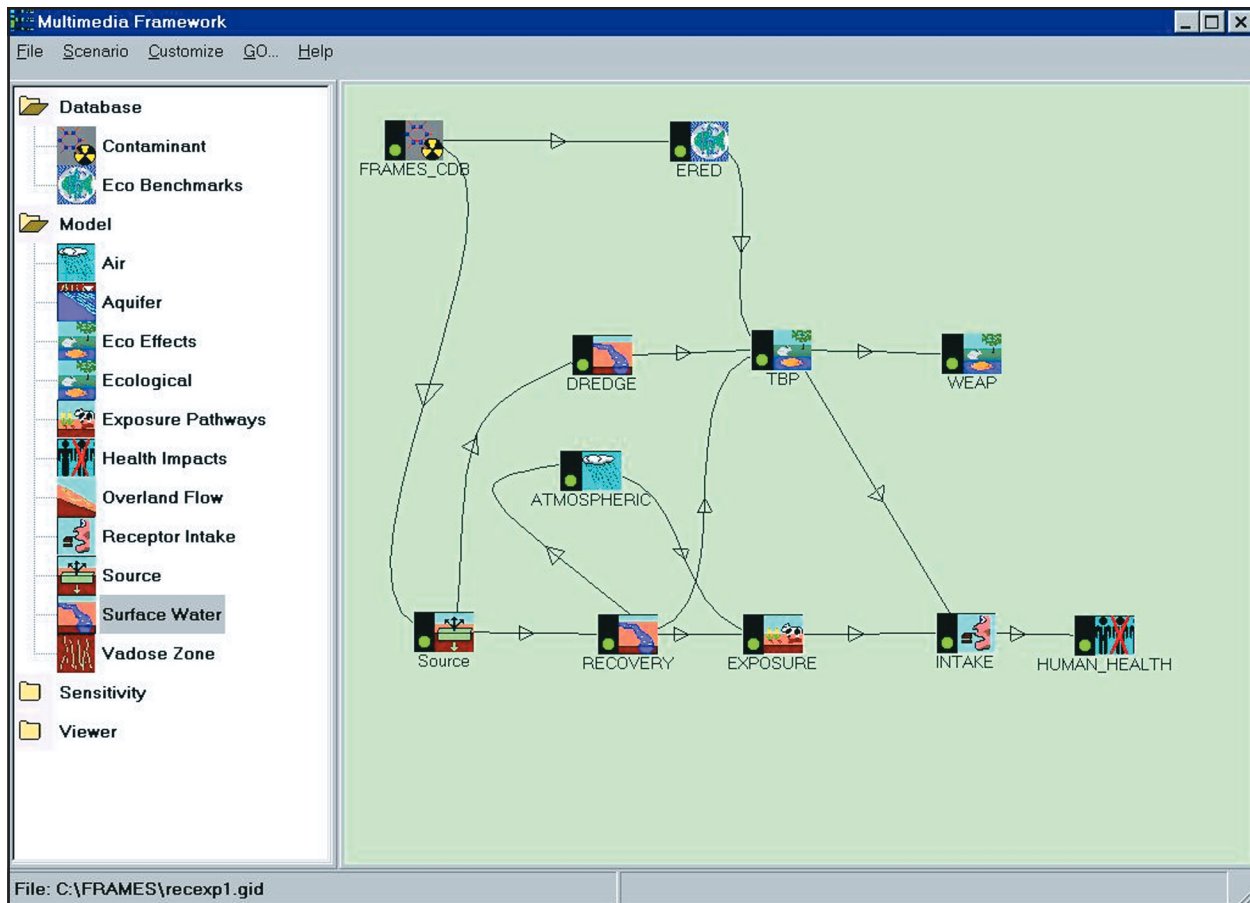 Multimedia Framework
File Scenario Customize GO... Help
Database
Contaminant
Eco Benchmarks
Model
Air
Aquifer
Eco Effects
Ecological
Exposure Pathways
Health Impacts
Overland Flow
Receptor Intake
Source
Surface Water
Vadose Zone
Sensitivity
Viewer
FRAMES_CDB
ERED
DREDGE
TBP
WEAP
ATMOSPHERIC
Source
RECOVERY
EXPOSURE
INTAKE
HUMAN_HEALTH
File: C:\FRAMES\recexp1.gid